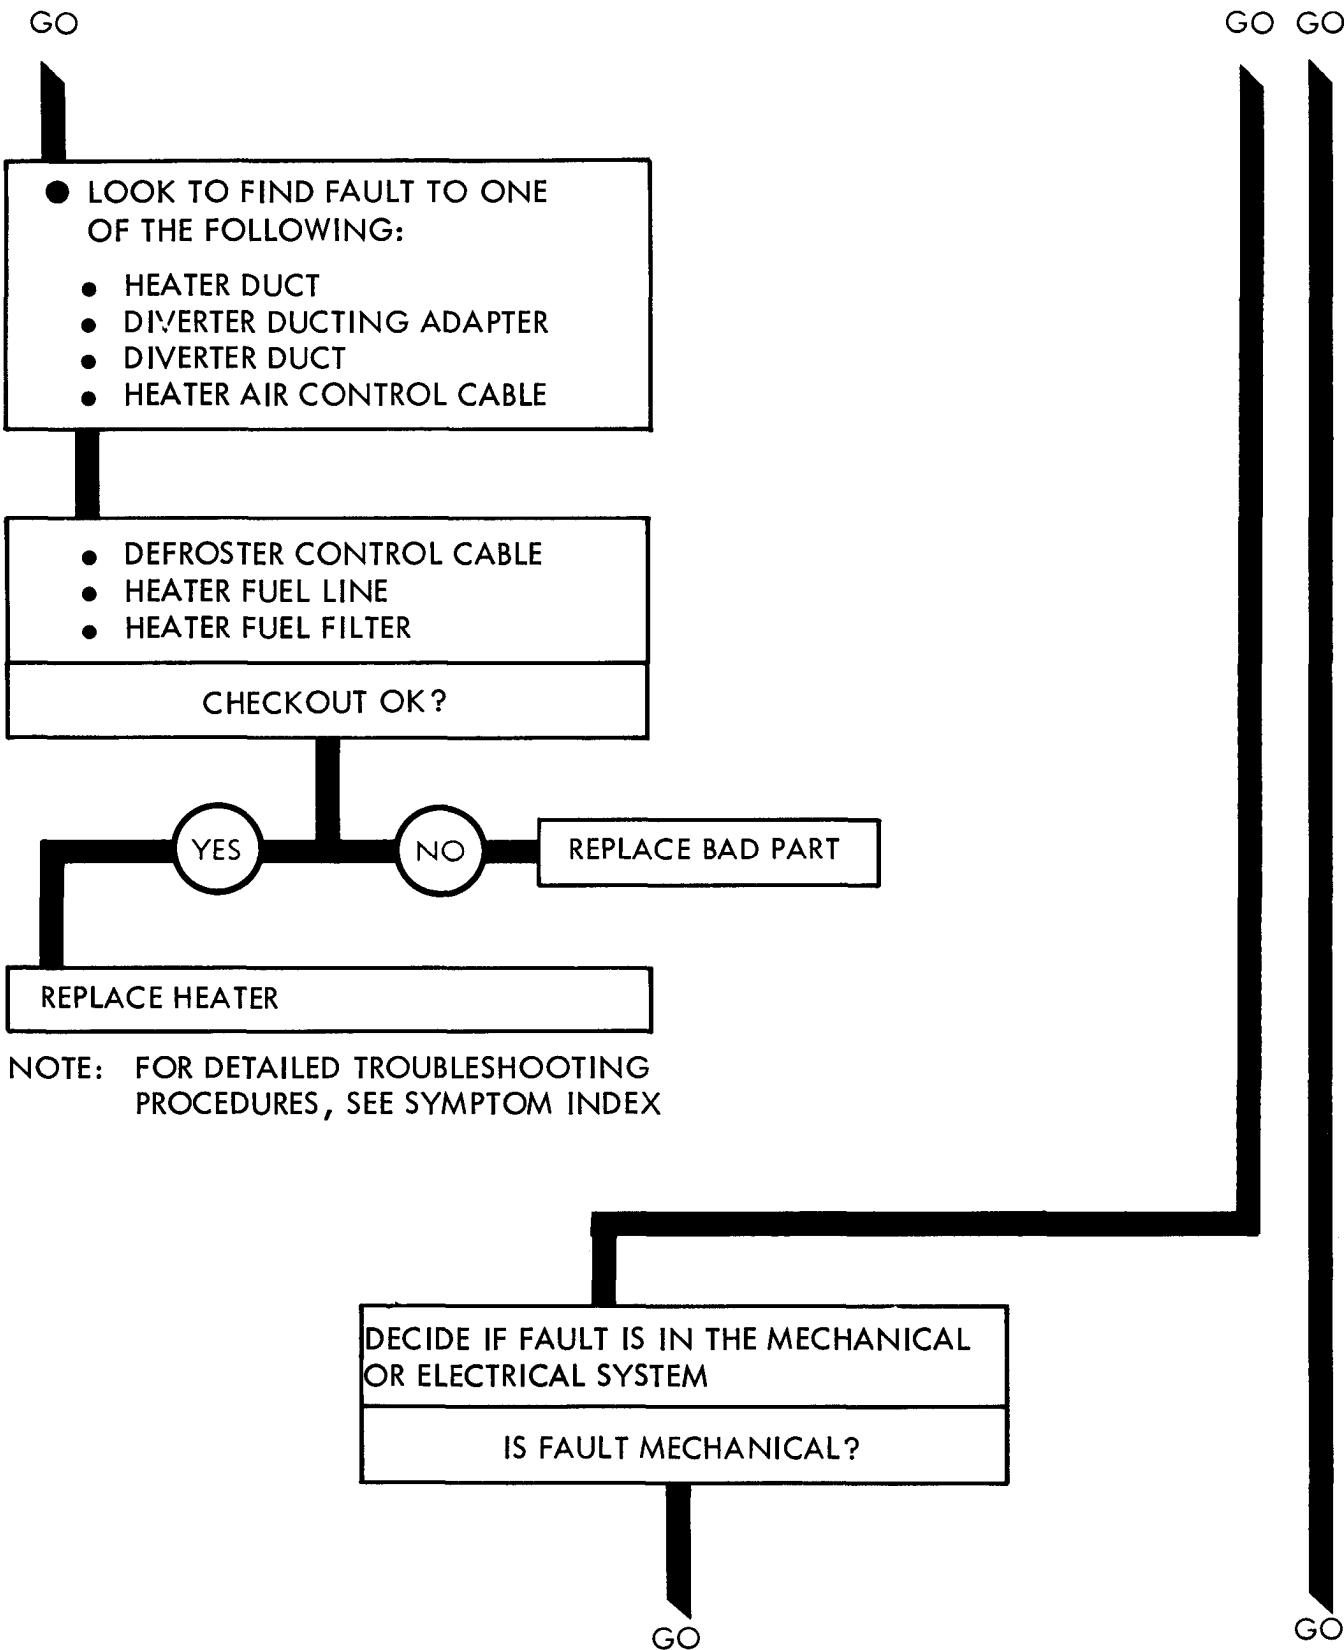 GO
GO GO
● LOOK TO FIND FAULT TO ONE
OF THE FOLLOWING:
● HEATER DUCT
● DIVERTER DUCTING ADAPTER
● DIVERTER DUCT
● HEATER AIR CONTROL CABLE
● DEFROSTER CONTROL CABLE
● HEATER FUEL LINE
● HEATER FUEL FILTER
CHECKOUT OK?
YES
NO
REPLACE BAD PART
REPLACE HEATER
NOTE: FOR DETAILED TROUBLESHOOTING
PROCEDURES, SEE SYMPTOM INDEX
DECIDE IF FAULT IS IN THE MECHANICAL
OR ELECTRICAL SYSTEM
IS FAULT MECHANICAL?
GO
GO